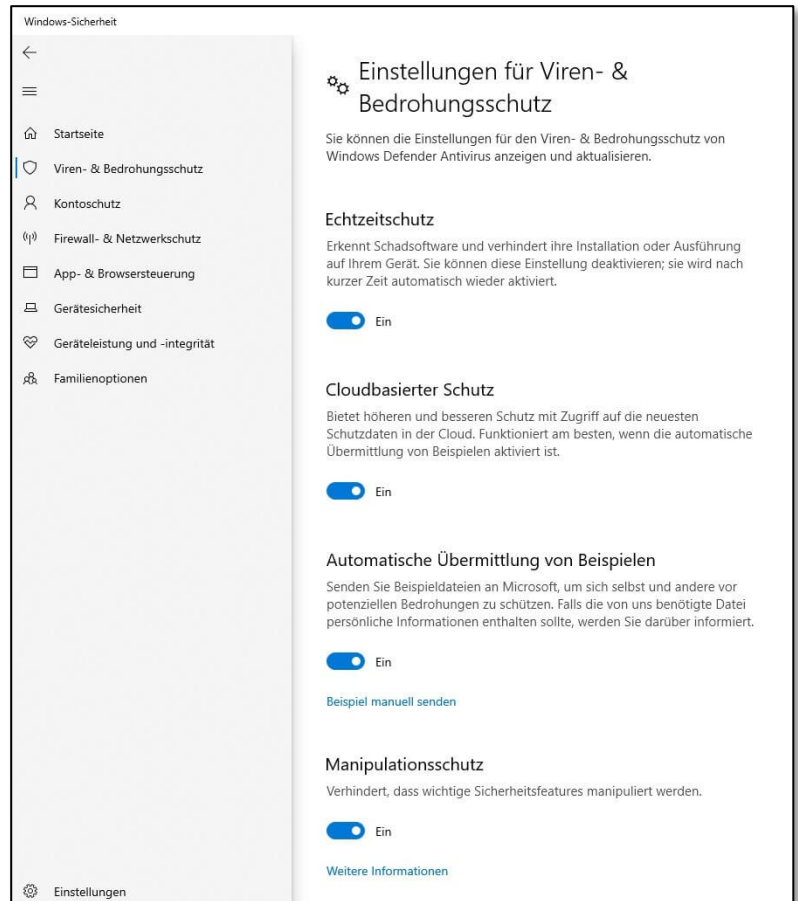 Windows-Sicherheit
Startseite
Viren- & Bedrohungsschutz
Kontoschutz
Firewall- & Netzwerkschutz
App- & Browsersteuerung
Gerätesicherheit
Geräteleistung und -integrität
Familienoptionen
Einstellungen
Einstellungen für Viren- &
Bedrohungsschutz
Sie können die Einstellungen für den Viren- & Bedrohungsschutz von
Windows Defender Antivirus anzeigen und aktualisieren.
Echtzeitschutz
Erkennt Schadsoftware und verhindert ihre Installation oder Ausführung
auf Ihrem Gerät. Sie können diese Einstellung deaktivieren; sie wird nach
kurzer Zeit automatisch wieder aktiviert.
Ein
Cloudbasierter Schutz
Bietet höheren und besseren Schutz mit Zugriff auf die neuesten
Schutzdaten in der Cloud. Funktioniert am besten, wenn die automatische
Übermittlung von Beispielen aktiviert ist.
Ein
Automatische Übermittlung von Beispielen
Senden Sie Beispieldateien an Microsoft, um sich selbst und andere vor
potenziellen Bedrohungen zu schützen. Falls die von uns benötigte Datei
persönliche Informationen enthalten sollte, werden Sie darüber informiert.
Ein
Beispiel manuell senden
Manipulationsschutz
Verhindert, dass wichtige Sicherheitsfeatures manipuliert werden.
Ein
Weitere Informationen